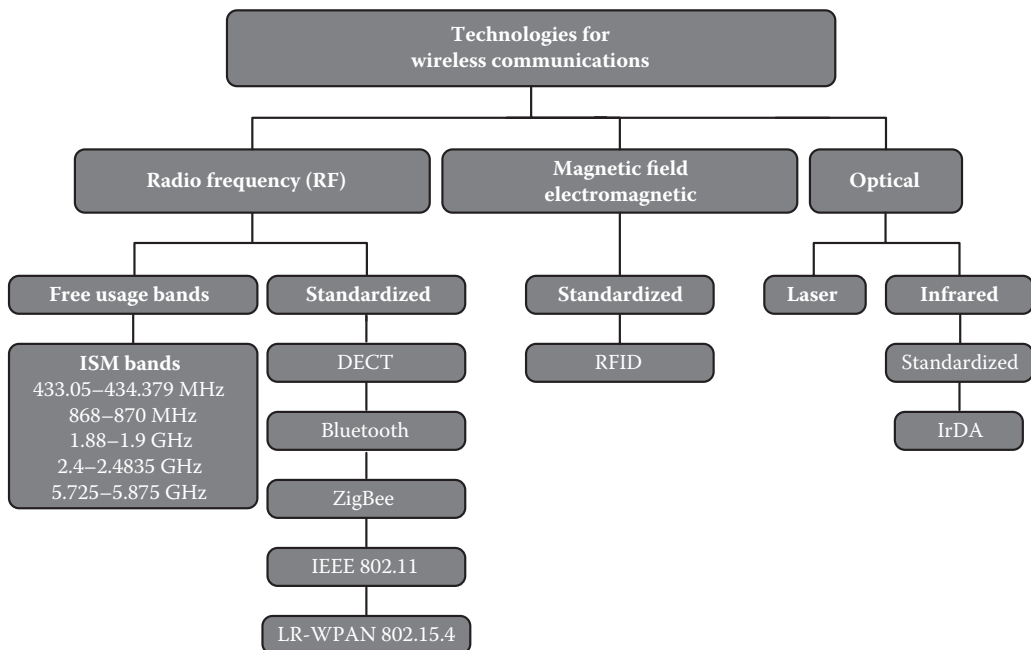 Technologies for
wireless communications
Radio frequency (RF)
Magnetic field
electromagnetic
Optical
Free usage bands
Standardized
Standardized
Laser
Infrared
ISM bands
433.05–434.379 MHz
868–870 MHz
1.88–1.9 GHz
2.4–2.4835 GHz
5.725–5.875 GHz
DECT
Bluetooth
ZigBee
IEEE 802.11
LR-WPAN 802.15.4
RFID
Standardized
IrDA